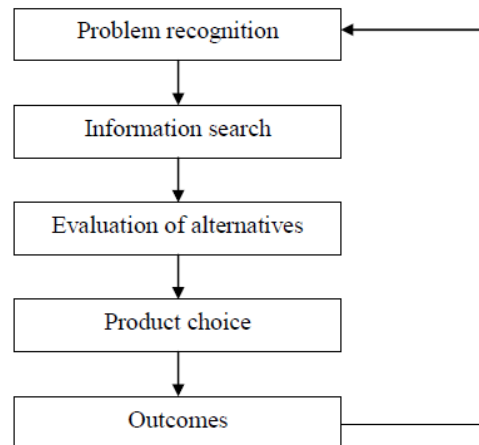 Problem recognition
Information search
Evaluation of alternatives
Product choice
Outcomes